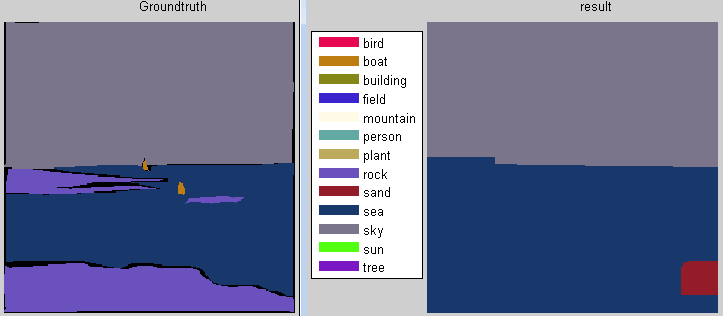 Groundtruth
result
bird
boat
building
field
mountain
person
plant
rock
sand
sea
sky
sun
tree